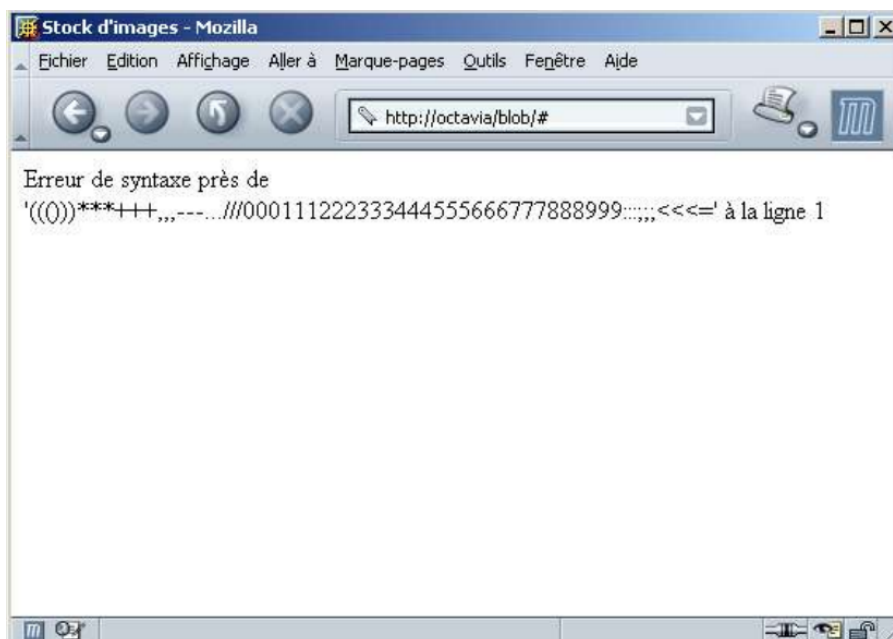 Stock d'images - Mozilla
Fichier Edition Affichage Aller à Marque-pages Outils Fenêtre Aide
http://octavia/blob/#
Erreur de syntaxe près de
'((()))***+++,,,---...///000111222333444555666777888999:::;;;<<<=' à la ligne 1